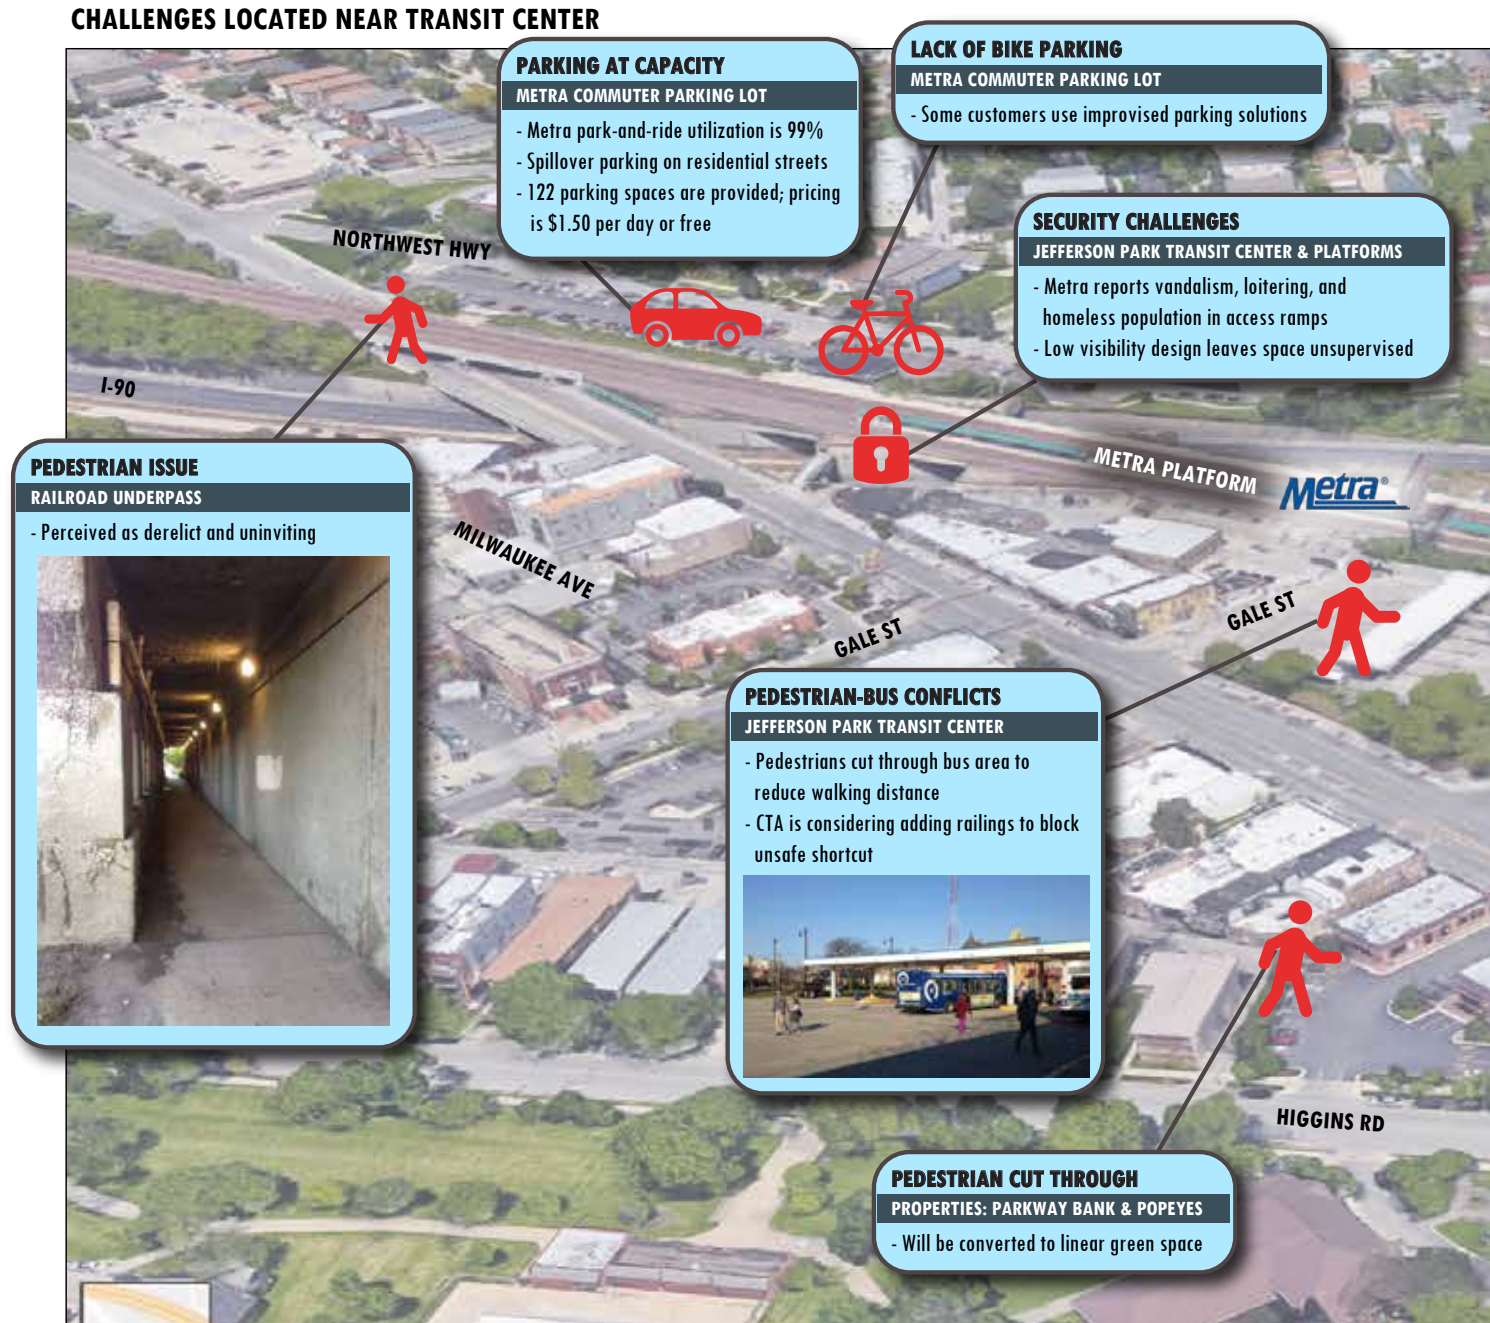 CHALLENGES LOCATED NEAR TRANSIT CENTER
PARKING AT CAPACITY
METRA COMMUTER PARKING LOT
- Metra park-and-ride utilization is 99%
- Spillover parking on residential streets
- 122 parking spaces are provided; pricing
is $1.50 per day or free
LACK OF BIKE PARKING
METRA COMMUTER PARKING LOT
- Some customers use improvised parking solutions
SECURITY CHALLENGES
JEFFERSON PARK TRANSIT CENTER & PLATFORMS
- Metra reports vandalism, loitering, and
homeless population in access ramps
- Low visibility design leaves space unsupervised
NORTHWEST HWY
I-90
METRA PLATFORM
Metra®
PEDESTRIAN ISSUE
RAILROAD UNDERPASS
- Perceived as derelict and uninviting
MILWAUKEE AVE
GALE ST
GALE ST
PEDESTRIAN-BUS CONFLICTS
JEFFERSON PARK TRANSIT CENTER
- Pedestrians cut through bus area to
reduce walking distance
- CTA is considering adding railings to block
unsafe shortcut
HIGGINS RD
PEDESTRIAN CUT THROUGH
PROPERTIES: PARKWAY BANK & POPEYES
- Will be converted to linear green space